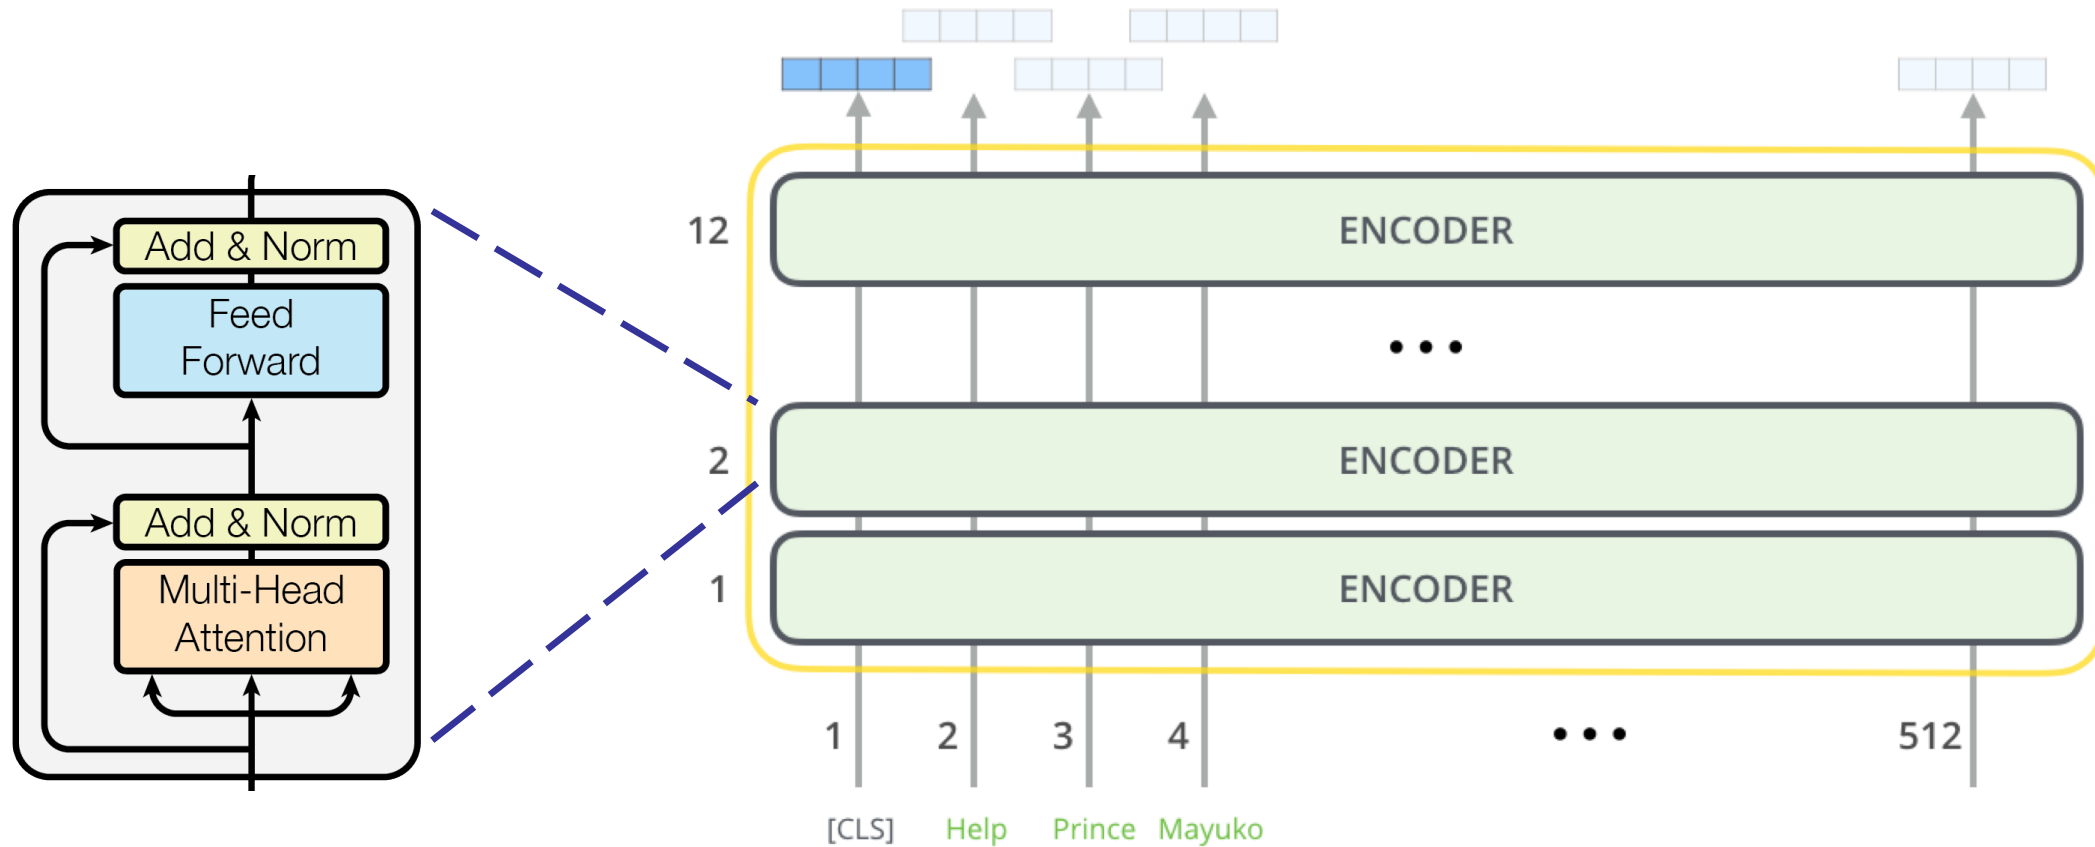 Add & Norm
Feed
Forward
Add & Norm
Multi-Head
Attention
12
ENCODER
2
ENCODER
1
ENCODER
1
2
3
4
512
[CLS]
Help
Prince
Mayuko